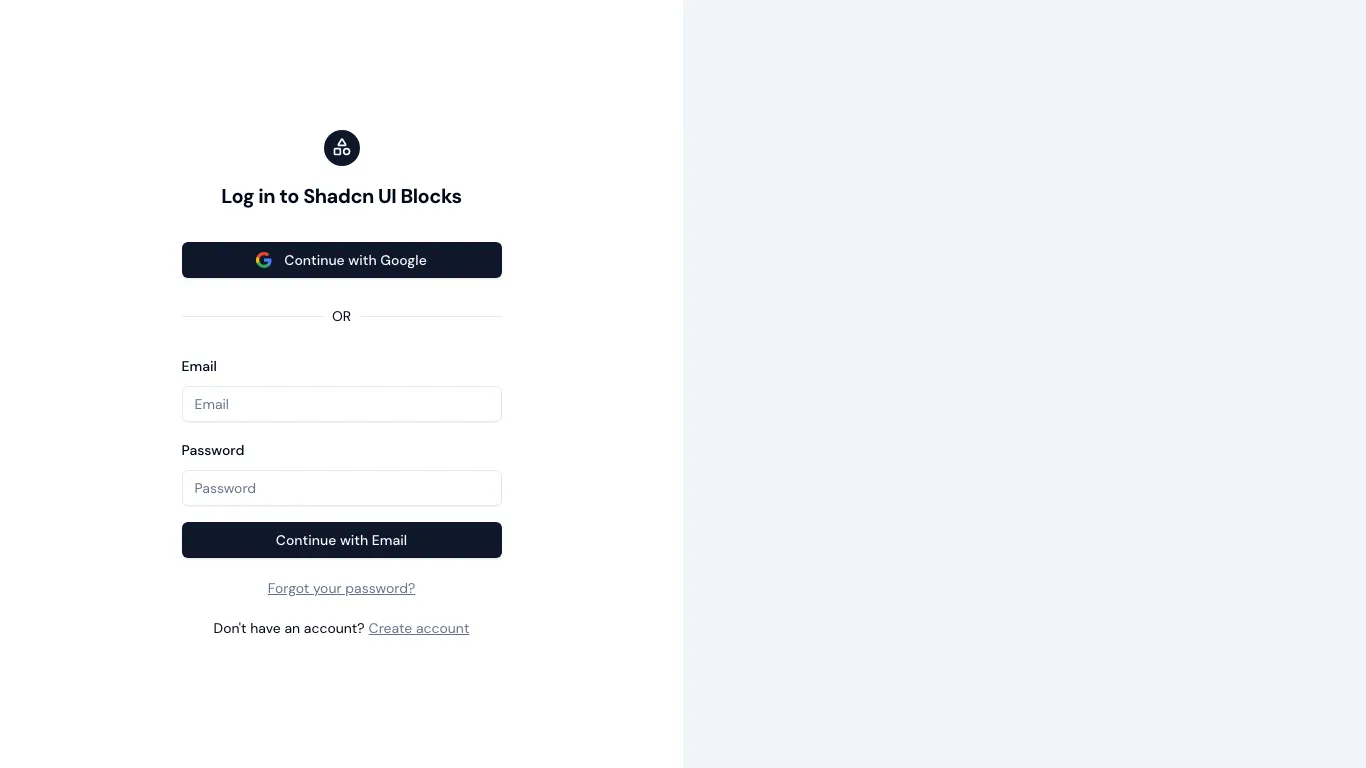 Log in to Shadcn UI Blocks
Continue with Google
OR
Email
Email
Password
Password
Continue with Email
Forgot your password?
Don't have an account? Create account